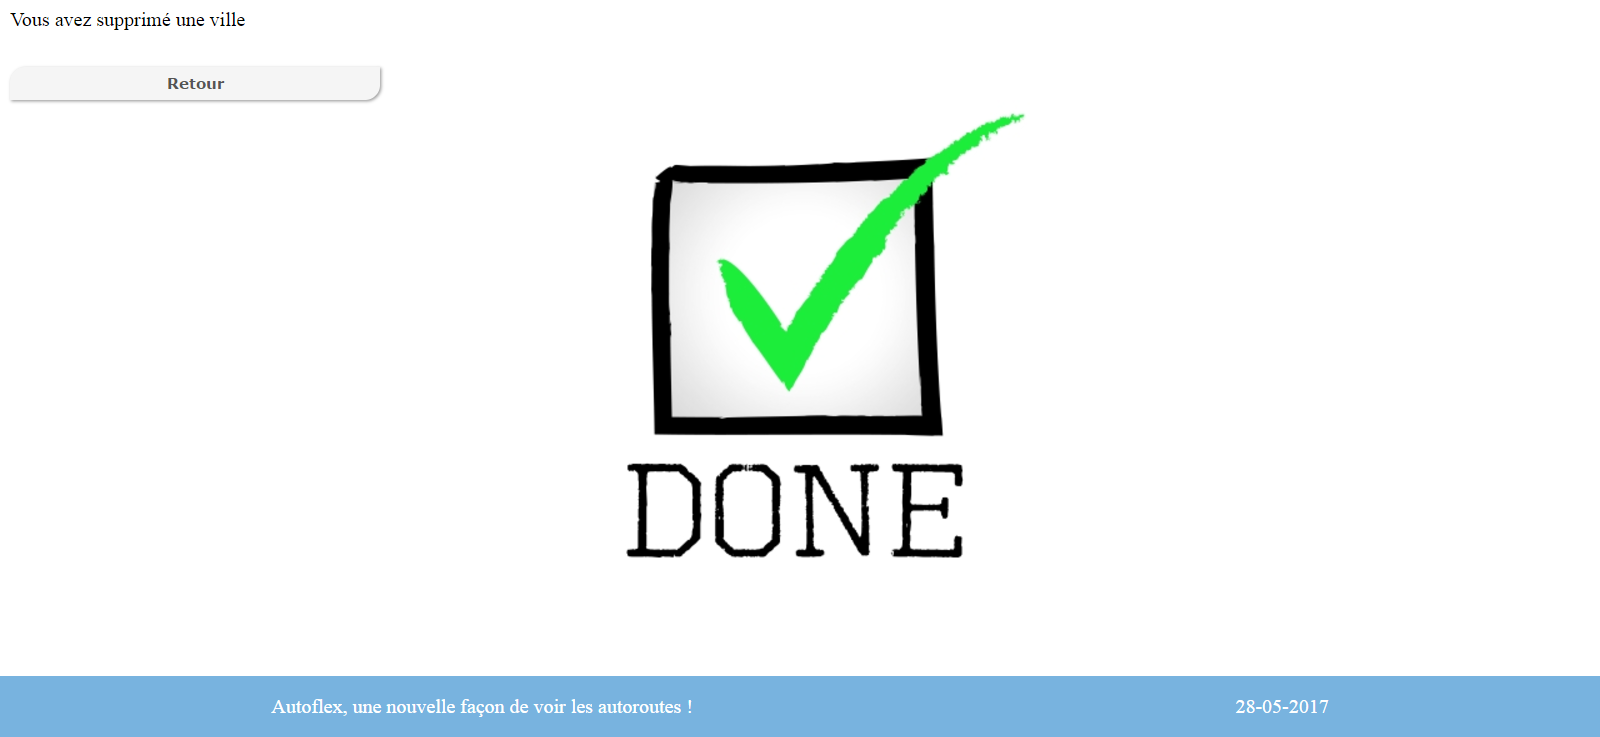 Vous avez supprimé une ville
Retour
DONE
Autoflex, une nouvelle façon de voir les autoroutes !
28-05-2017